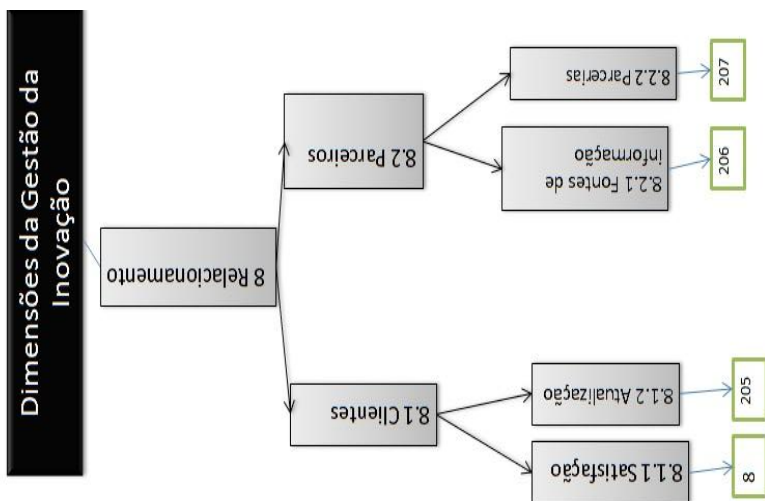 Dimensões da Gestão da
Inovação
8 Relacionamento
8.2 Parceiros
8.2.2 Parcerias
207
8.2.1 Fontes de
informação
206
8.1 Clientes
8.1.2 Atualização
205
8.1.1 Satisfação
8